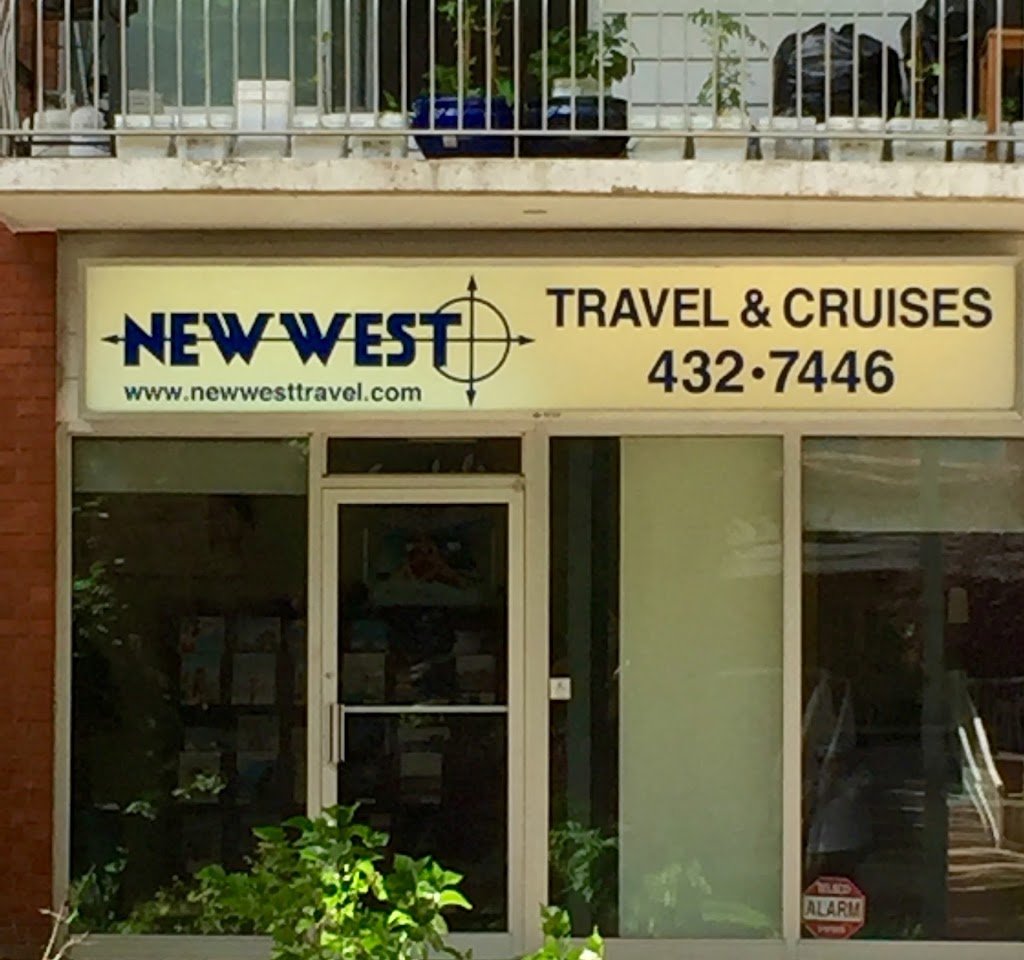 NEW WEST
www.newwesttravel.com
TRAVEL & CRUISES
432•7446
ALARM